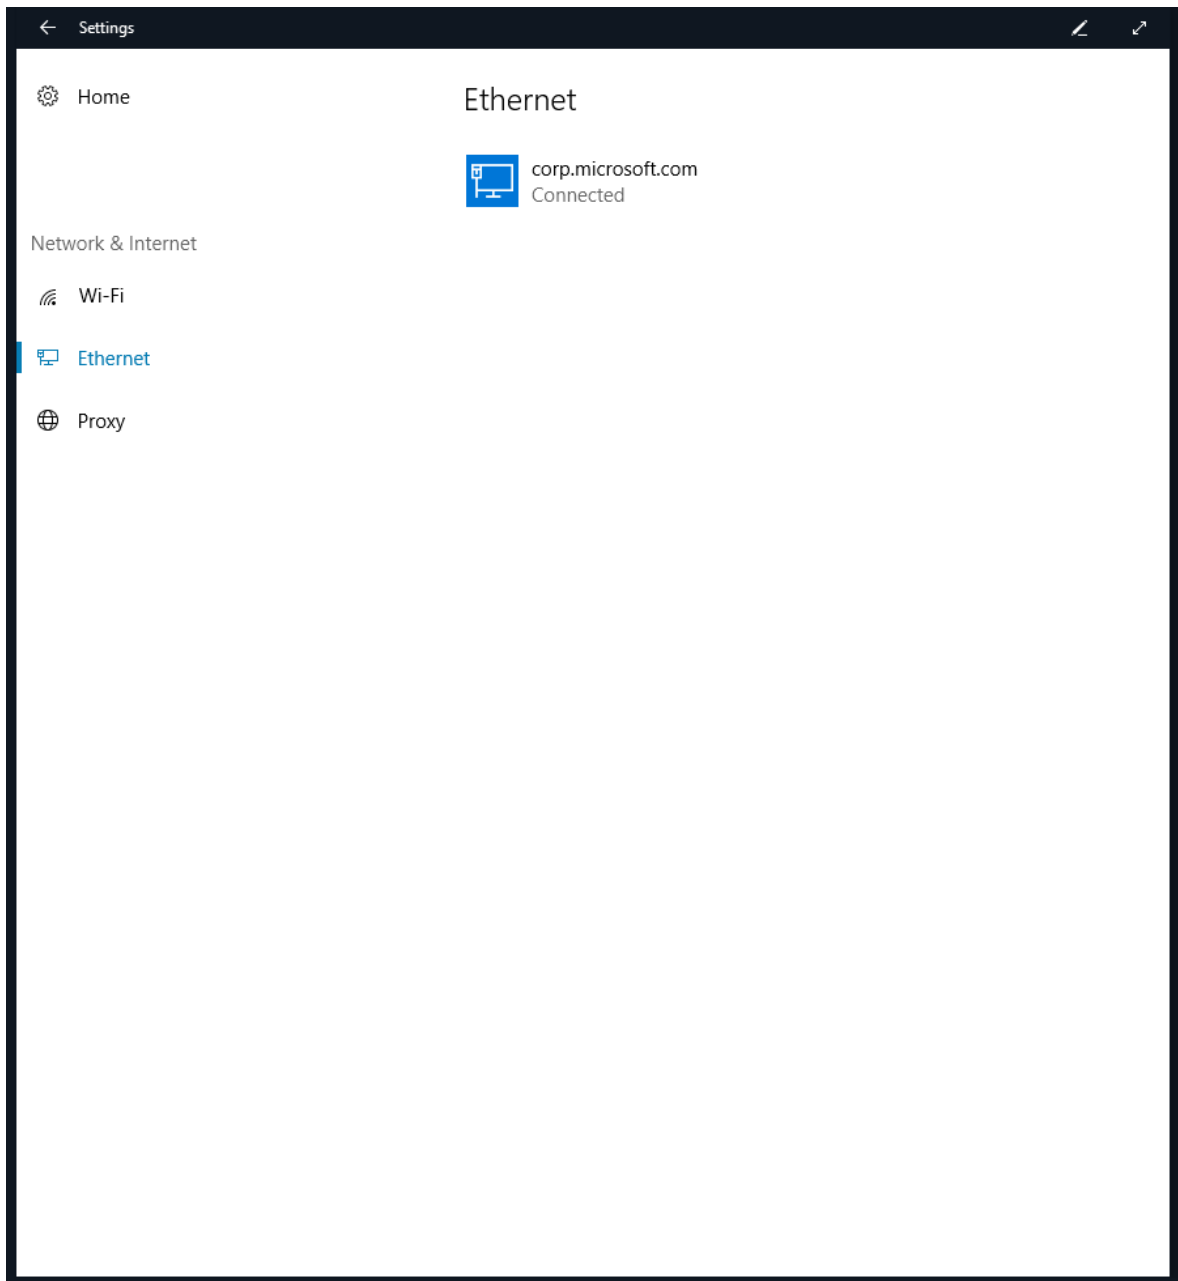 Settings
Home
Network & Internet
Wi-Fi
Ethernet
Proxy
Ethernet
corp.microsoft.com
Connected